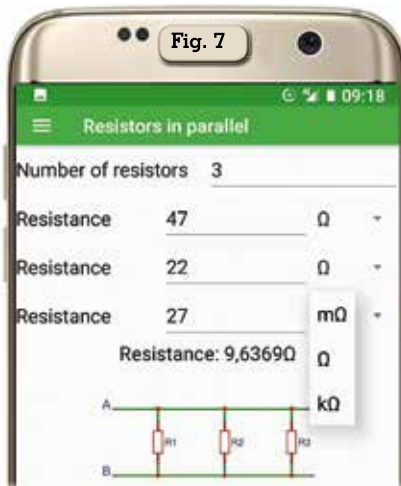 Fig. 7
09:18
Resistors in parallel
Number of resistors 3
Resistance 47 Ω
Resistance 22 Ω
Resistance 27
mΩ
Ω
kΩ
Resistance: 9,6369Ω
A
R1 R2 R3
B